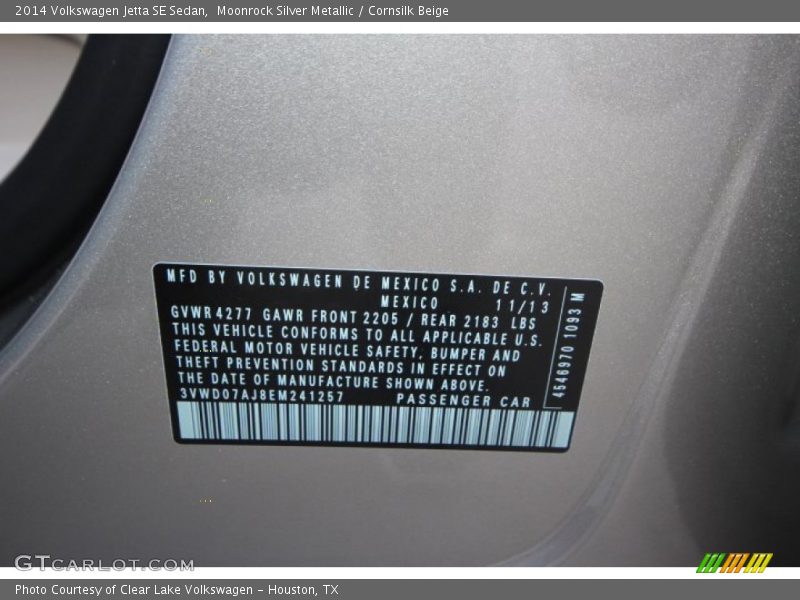 2014 Volkswagen Jetta SE Sedan, Moonrock Silver Metallic / Cornsilk Beige
MFD BY VOLKSWAGEN DE MEXICO S.A. DE C.V.
MEXICO 11/13
GVWR 4277 GAWR FRONT 2205 / REAR 2183 LBS
THIS VEHICLE CONFORMS TO ALL APPLICABLE U.S.
FEDERAL MOTOR VEHICLE SAFETY, BUMPER AND
THEFT PREVENTION STANDARDS IN EFFECT ON
THE DATE OF MANUFACTURE SHOWN ABOVE.
3VWD07AJ8EM241257 PASSENGER CAR
4546970 1093 M
GTCARLOT.COM
Photo Courtesy of Clear Lake Volkswagen – Houston, TX